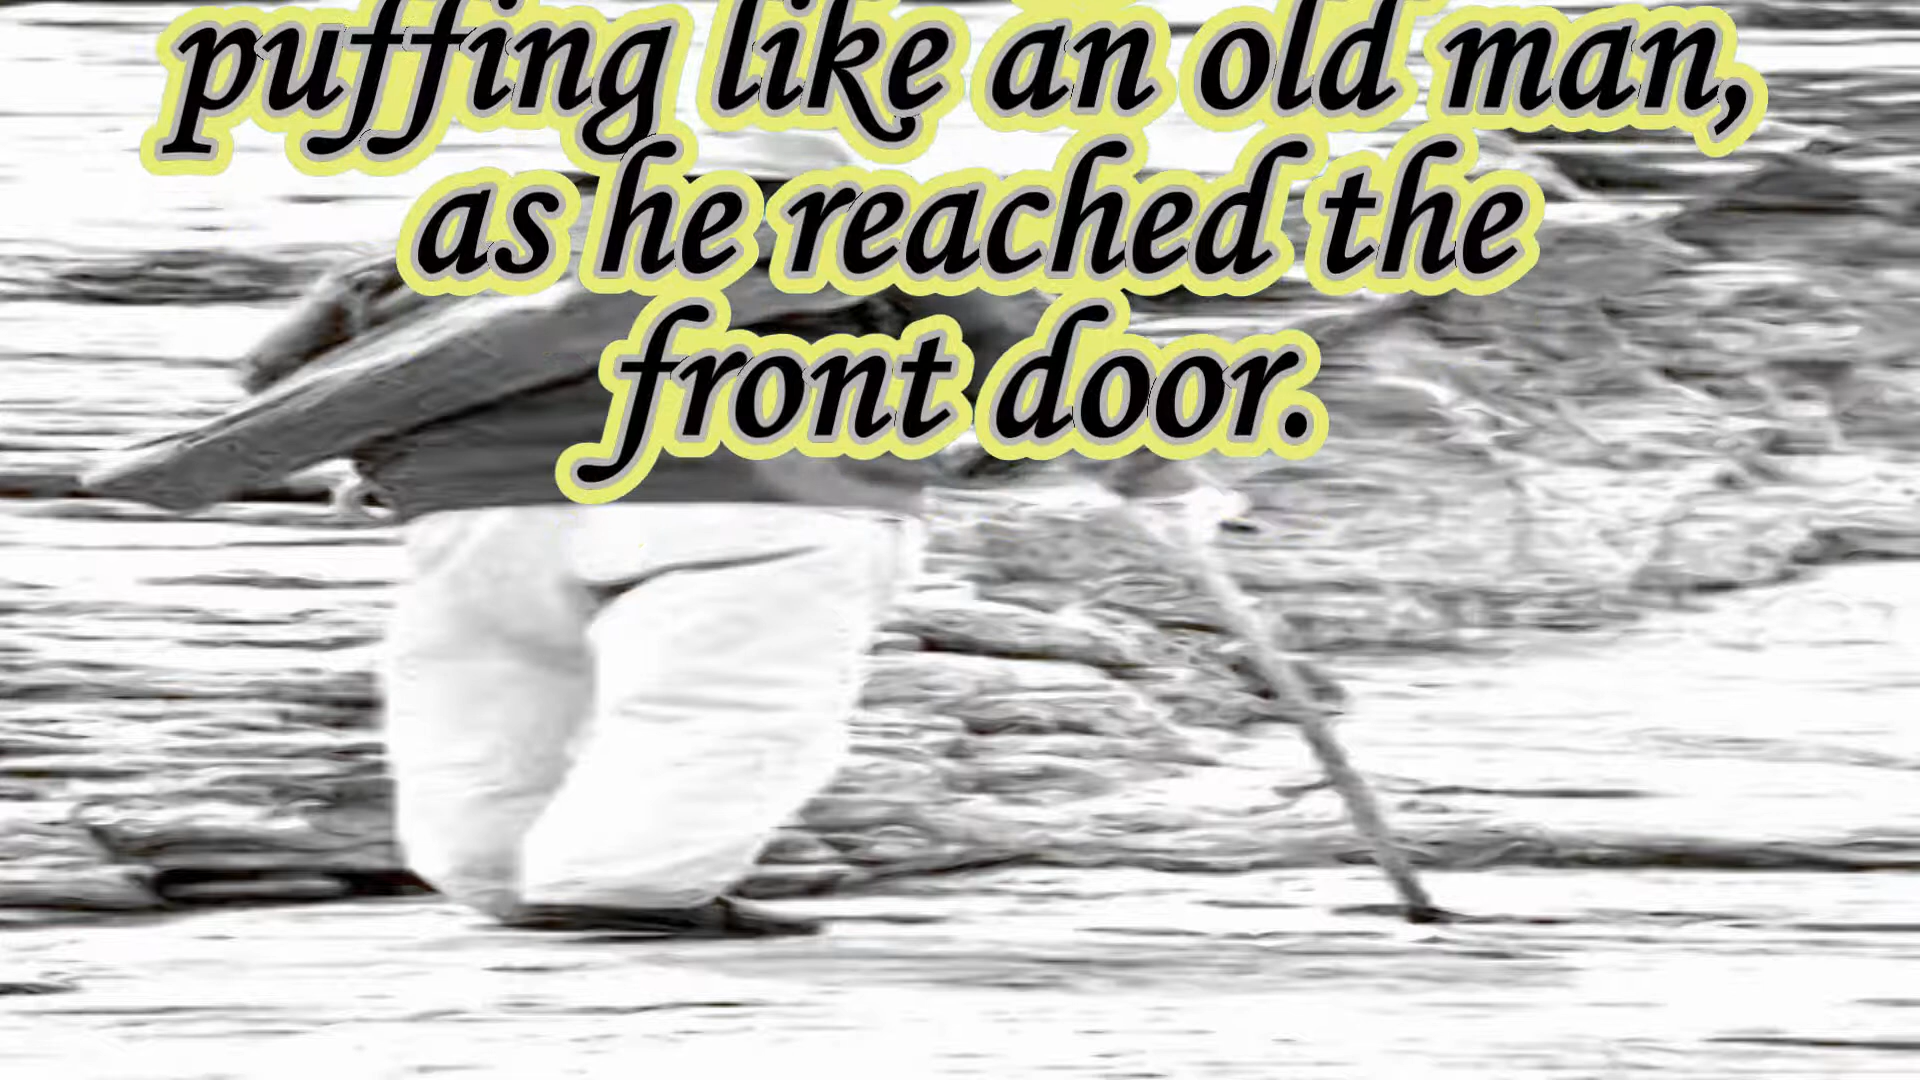 puffing like an old man,
as he reached the
front door.